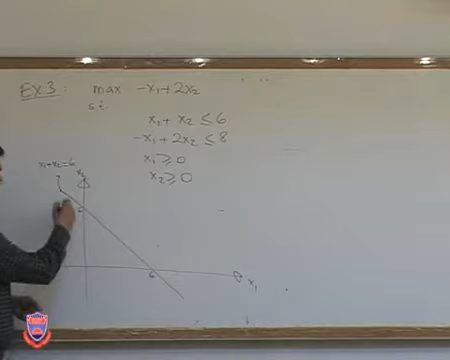 Ex 3 : max -x₁+2x₂
s.t.
x₁ + x₂ ≤ 6
-x₁ + 2x₂ ≤ 8
x₁ ≥ 0
x₂ ≥ 0
x₁+x₂=6
x₂
6
6
x₁